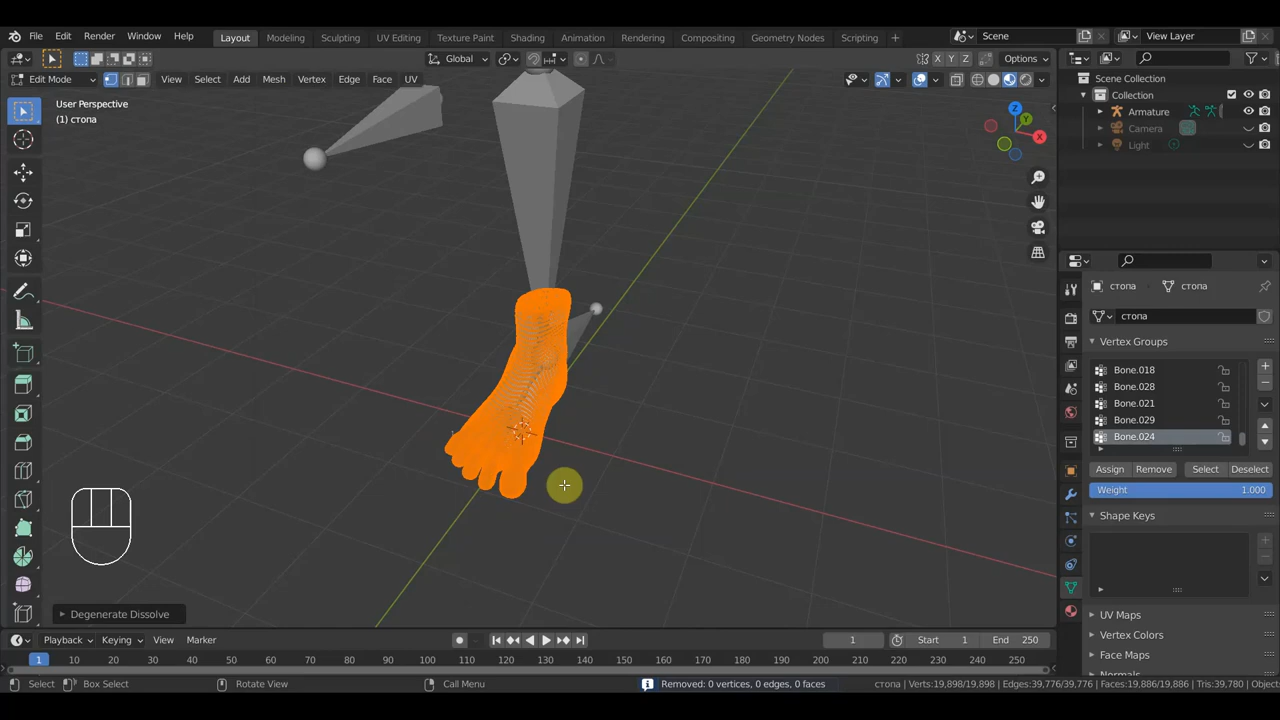 File Edit Render Window Help
Layout Modeling Sculpting UV Editing Texture Paint Shading Animation Rendering Compositing Geometry Nodes Scripting +
Scene
View Layer
Global
X Y Z
Options
Edit Mode
View Select Add Mesh Vertex Edge Face UV
User Perspective
(1) стопа
Z
Y
X
Degenerate Dissolve
Scene Collection
Collection
Armature
Camera
Light
стопа
стопа
стопа
Vertex Groups
Bone.018
Bone.028
Bone.021
Bone.029
Bone.024
Assign Remove Select Deselect
Weight 1.000
Shape Keys
UV Maps
Vertex Colors
Face Maps
Normals
Playback Keying View Marker
1
Start 1
End 250
1 10 20 30 40 50 60 70 80 90 100 110 120 130 140 150 160 170 180 190 200 210 220 230 240 250
Select
Box Select
Rotate View
Call Menu
Removed: 0 vertices, 0 edges, 0 faces
стопа | Verts:19,898/19,898 | Edges:39,776/39,776 | Faces:19,886/19,886 | Tris:39,780 | Objects